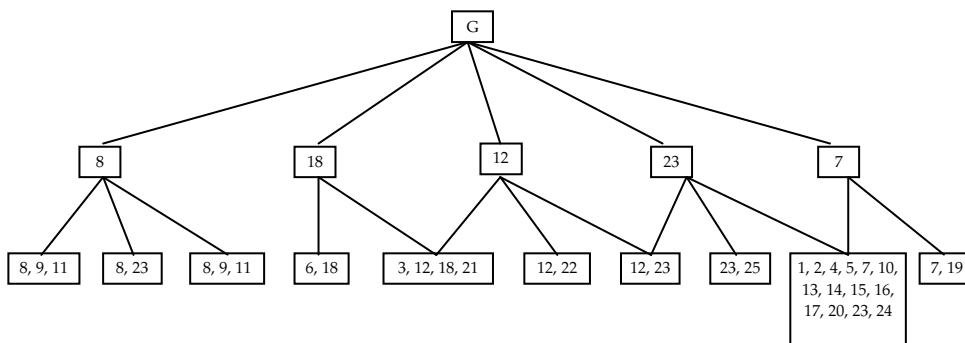 G
8
18
12
23
7
8, 9, 11
8, 23
8, 9, 11
6, 18
3, 12, 18, 21
12, 22
12, 23
23, 25
1, 2, 4, 5, 7, 10,
13, 14, 15, 16,
17, 20, 23, 24
7, 19